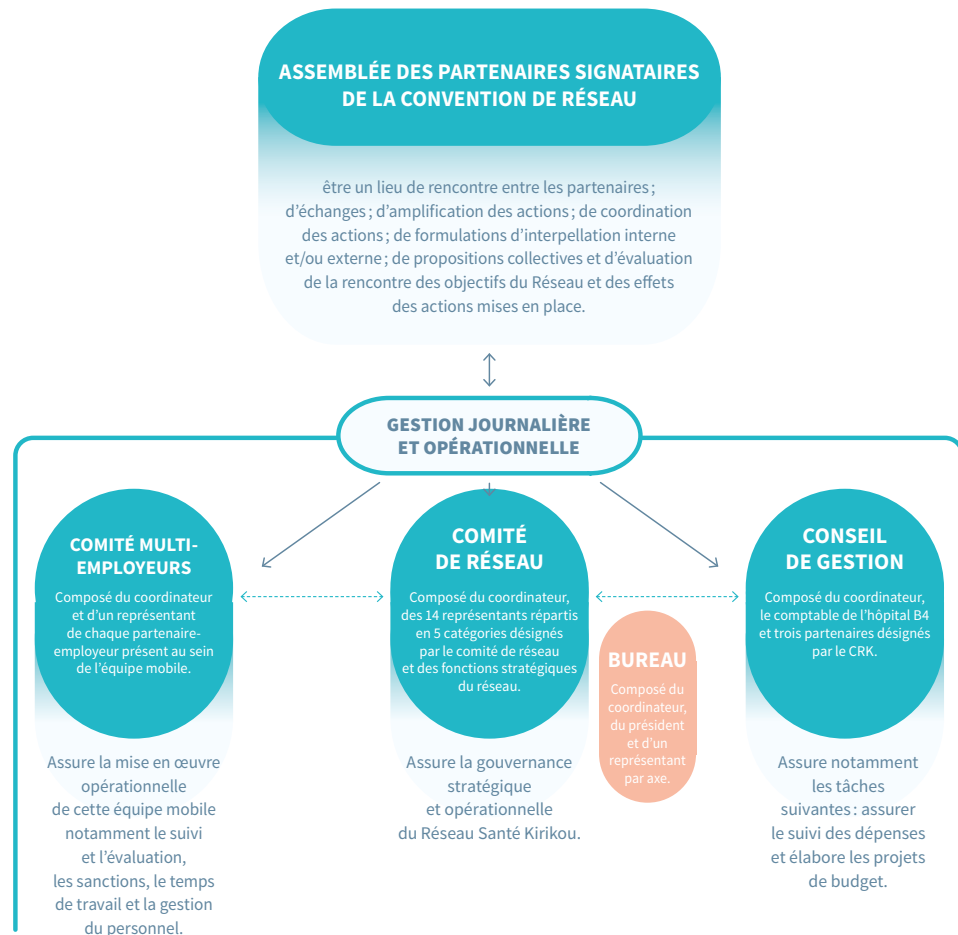 ASSEMBLÉE DES PARTENAIRES SIGNATAIRES
DE LA CONVENTION DE RÉSEAU
être un lieu de rencontre entre les partenaires ;
d’échanges ; d’amplification des actions ; de coordination
des actions ; de formulations d’interpellation interne
et/ou externe ; de propositions collectives et d’évaluation
de la rencontre des objectifs du Réseau et des effets
des actions mises en place.
GESTION JOURNALIÈRE
ET OPÉRATIONNELLE
COMITÉ MULTI-
EMPLOYEURS
Composé du coordinateur
et d’un représentant
de chaque partenaire-
employeur présent au sein
de l’équipe mobile.
Assure la mise en œuvre
opérationnelle
de cette équipe mobile
notamment le suivi
et l’évaluation,
les sanctions, le temps
de travail et la gestion
du personnel.
COMITÉ
DE RÉSEAU
Composé du coordinateur,
des 14 représentants répartis
en 5 catégories désignés
par le comité de réseau
et des fonctions stratégiques
du réseau.
Assure la gouvernance
stratégique
et opérationnelle
du Réseau Santé Kirikou.
BUREAU
Composé du
coordinateur,
du président
et d’un
représentant
par axe.
CONSEIL
DE GESTION
Composé du coordinateur,
le comptable de l’hôpital B4
et trois partenaires désignés
par le CRK.
Assure notamment
les tâches
suivantes : assurer
le suivi des dépenses
et élabore les projets
de budget.